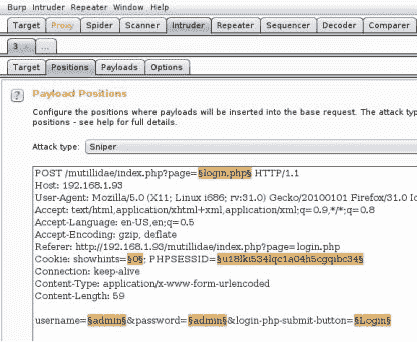 Burp Intruder Repeater Window Help
Target Proxy Spider Scanner Intruder Repeater Sequencer Decoder Comparer
3 × ...
Target Positions Payloads Options
? Payload Positions
Configure the positions where payloads will be inserted into the base request. The attack typ
positions - see help for full details.
Attack type: Sniper
POST /mutillidae/index.php?page=§login.php§ HTTP/1.1
Host: 192.168.1.93
User-Agent: Mozilla/5.0 (X11; Linux i686; rv:31.0) Gecko/20100101 Firefox/31.0 Ic
Accept: text/html,application/xhtml+xml,application/xml;q=0.9,*/*;q=0.8
Accept-Language: en-US,en;q=0.5
Accept-Encoding: gzip, deflate
Referer: http://192.168.1.93/mutillidae/index.php?page=login.php
Cookie: showhints=§0§; PHPSESSID=
Connection: keep-alive
Content-Type: application/x-www-form-urlencoded
Content-Length: 59
username=§admin§&password=§admin§&login-php-submit-button=§Login§